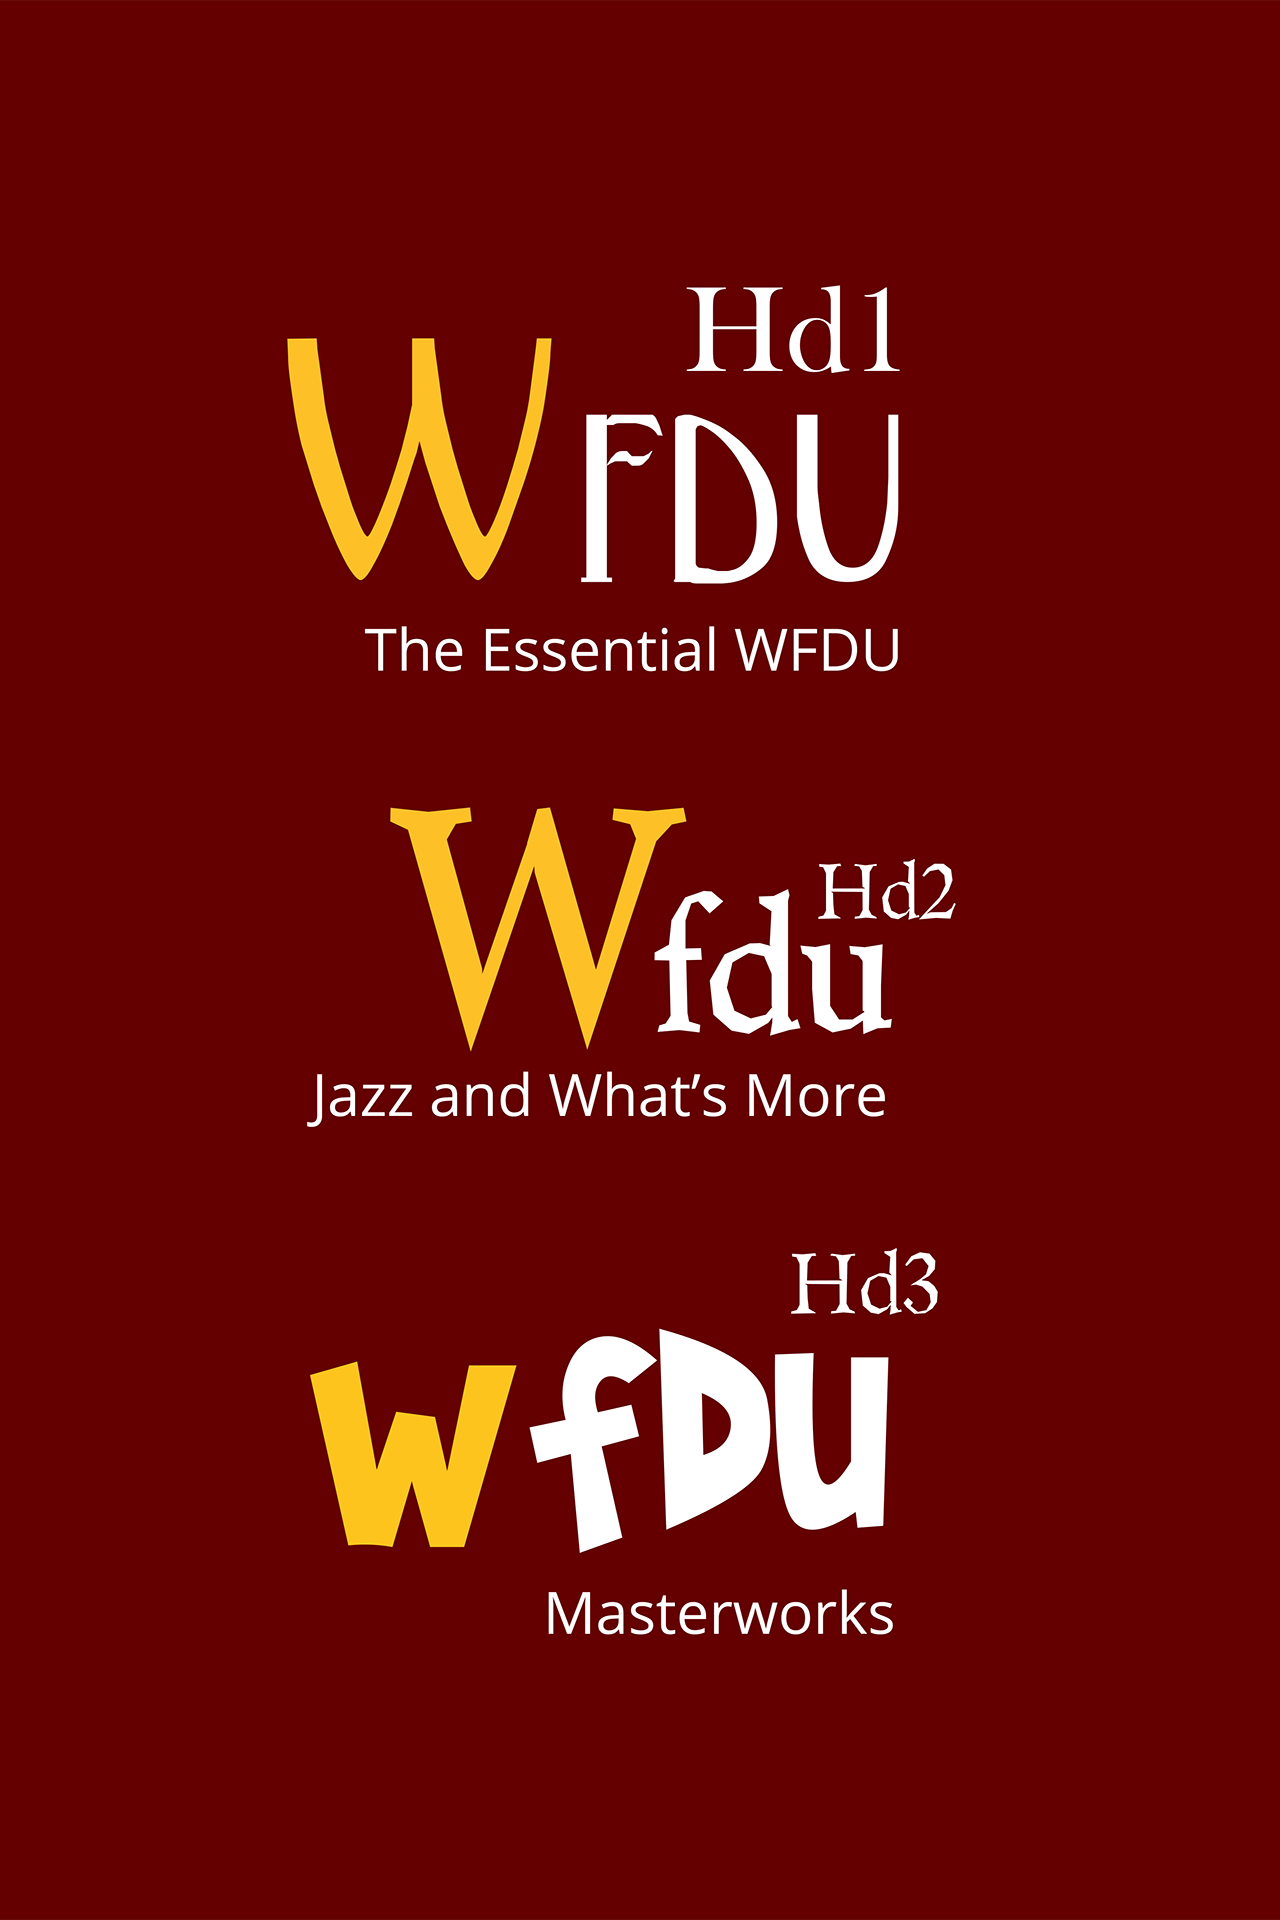 Hd1
WFDU
The Essential WFDU
Hd2
Wfdu
Jazz and What’s More
Hd3
wfDU
Masterworks